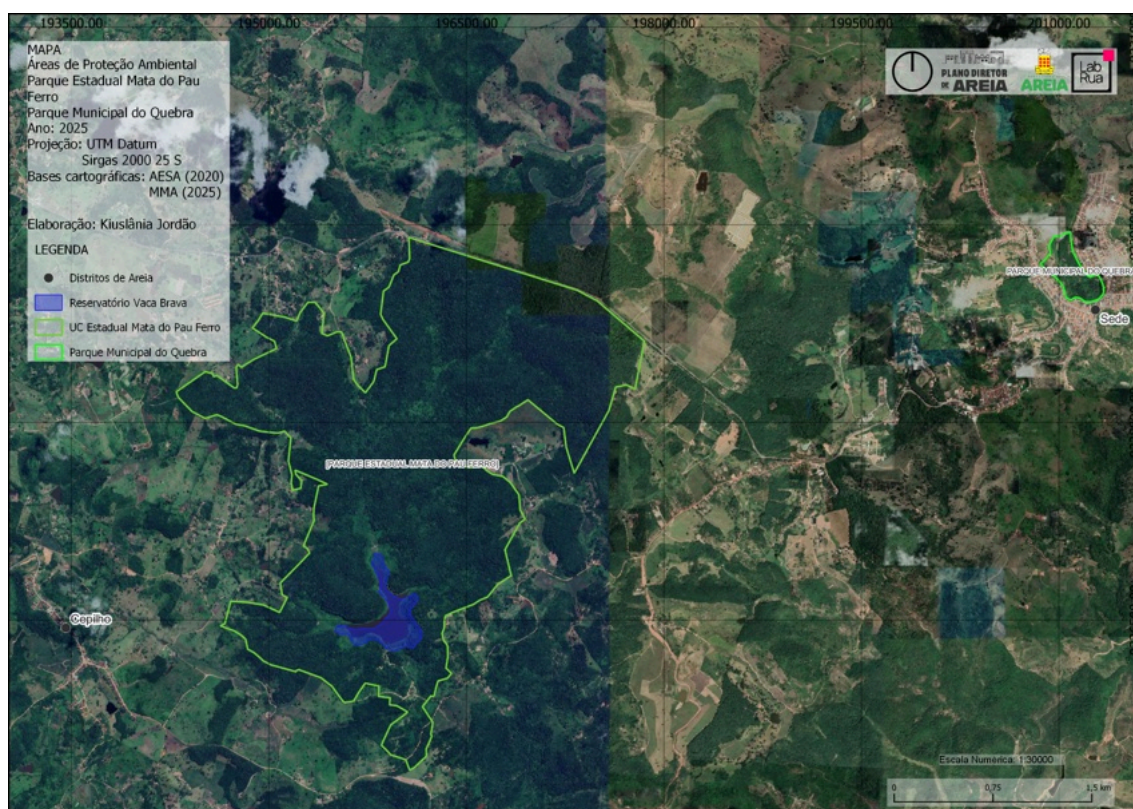 193500.00 195000.00 196500.00 198000.00 199500.00 201000.00
MAPA
Áreas de Proteção Ambiental
Parque Estadual Mata do Pau
Ferro
Parque Municipal do Quebra
Ano: 2025
Projeção: UTM Datum
Sirgas 2000 25 S
Bases cartográficas: AESA (2020)
MMA (2025)
Elaboração: Kiuslânia Jordão
LEGENDA
Distritos de Areia
Reservatório Vaca Brava
UC Estadual Mata do Pau Ferro
Parque Municipal do Quebra
PLANO DIRETOR
DE AREIA
AREIA
Lab
Rua
PARQUE MUNICIPAL DO QUEBRA
Sede
[PARQUE ESTADUAL MATA DO PAU FERRO]
Cepilho
Escala Numérica: 1:30000
0 0,75 1,5 km